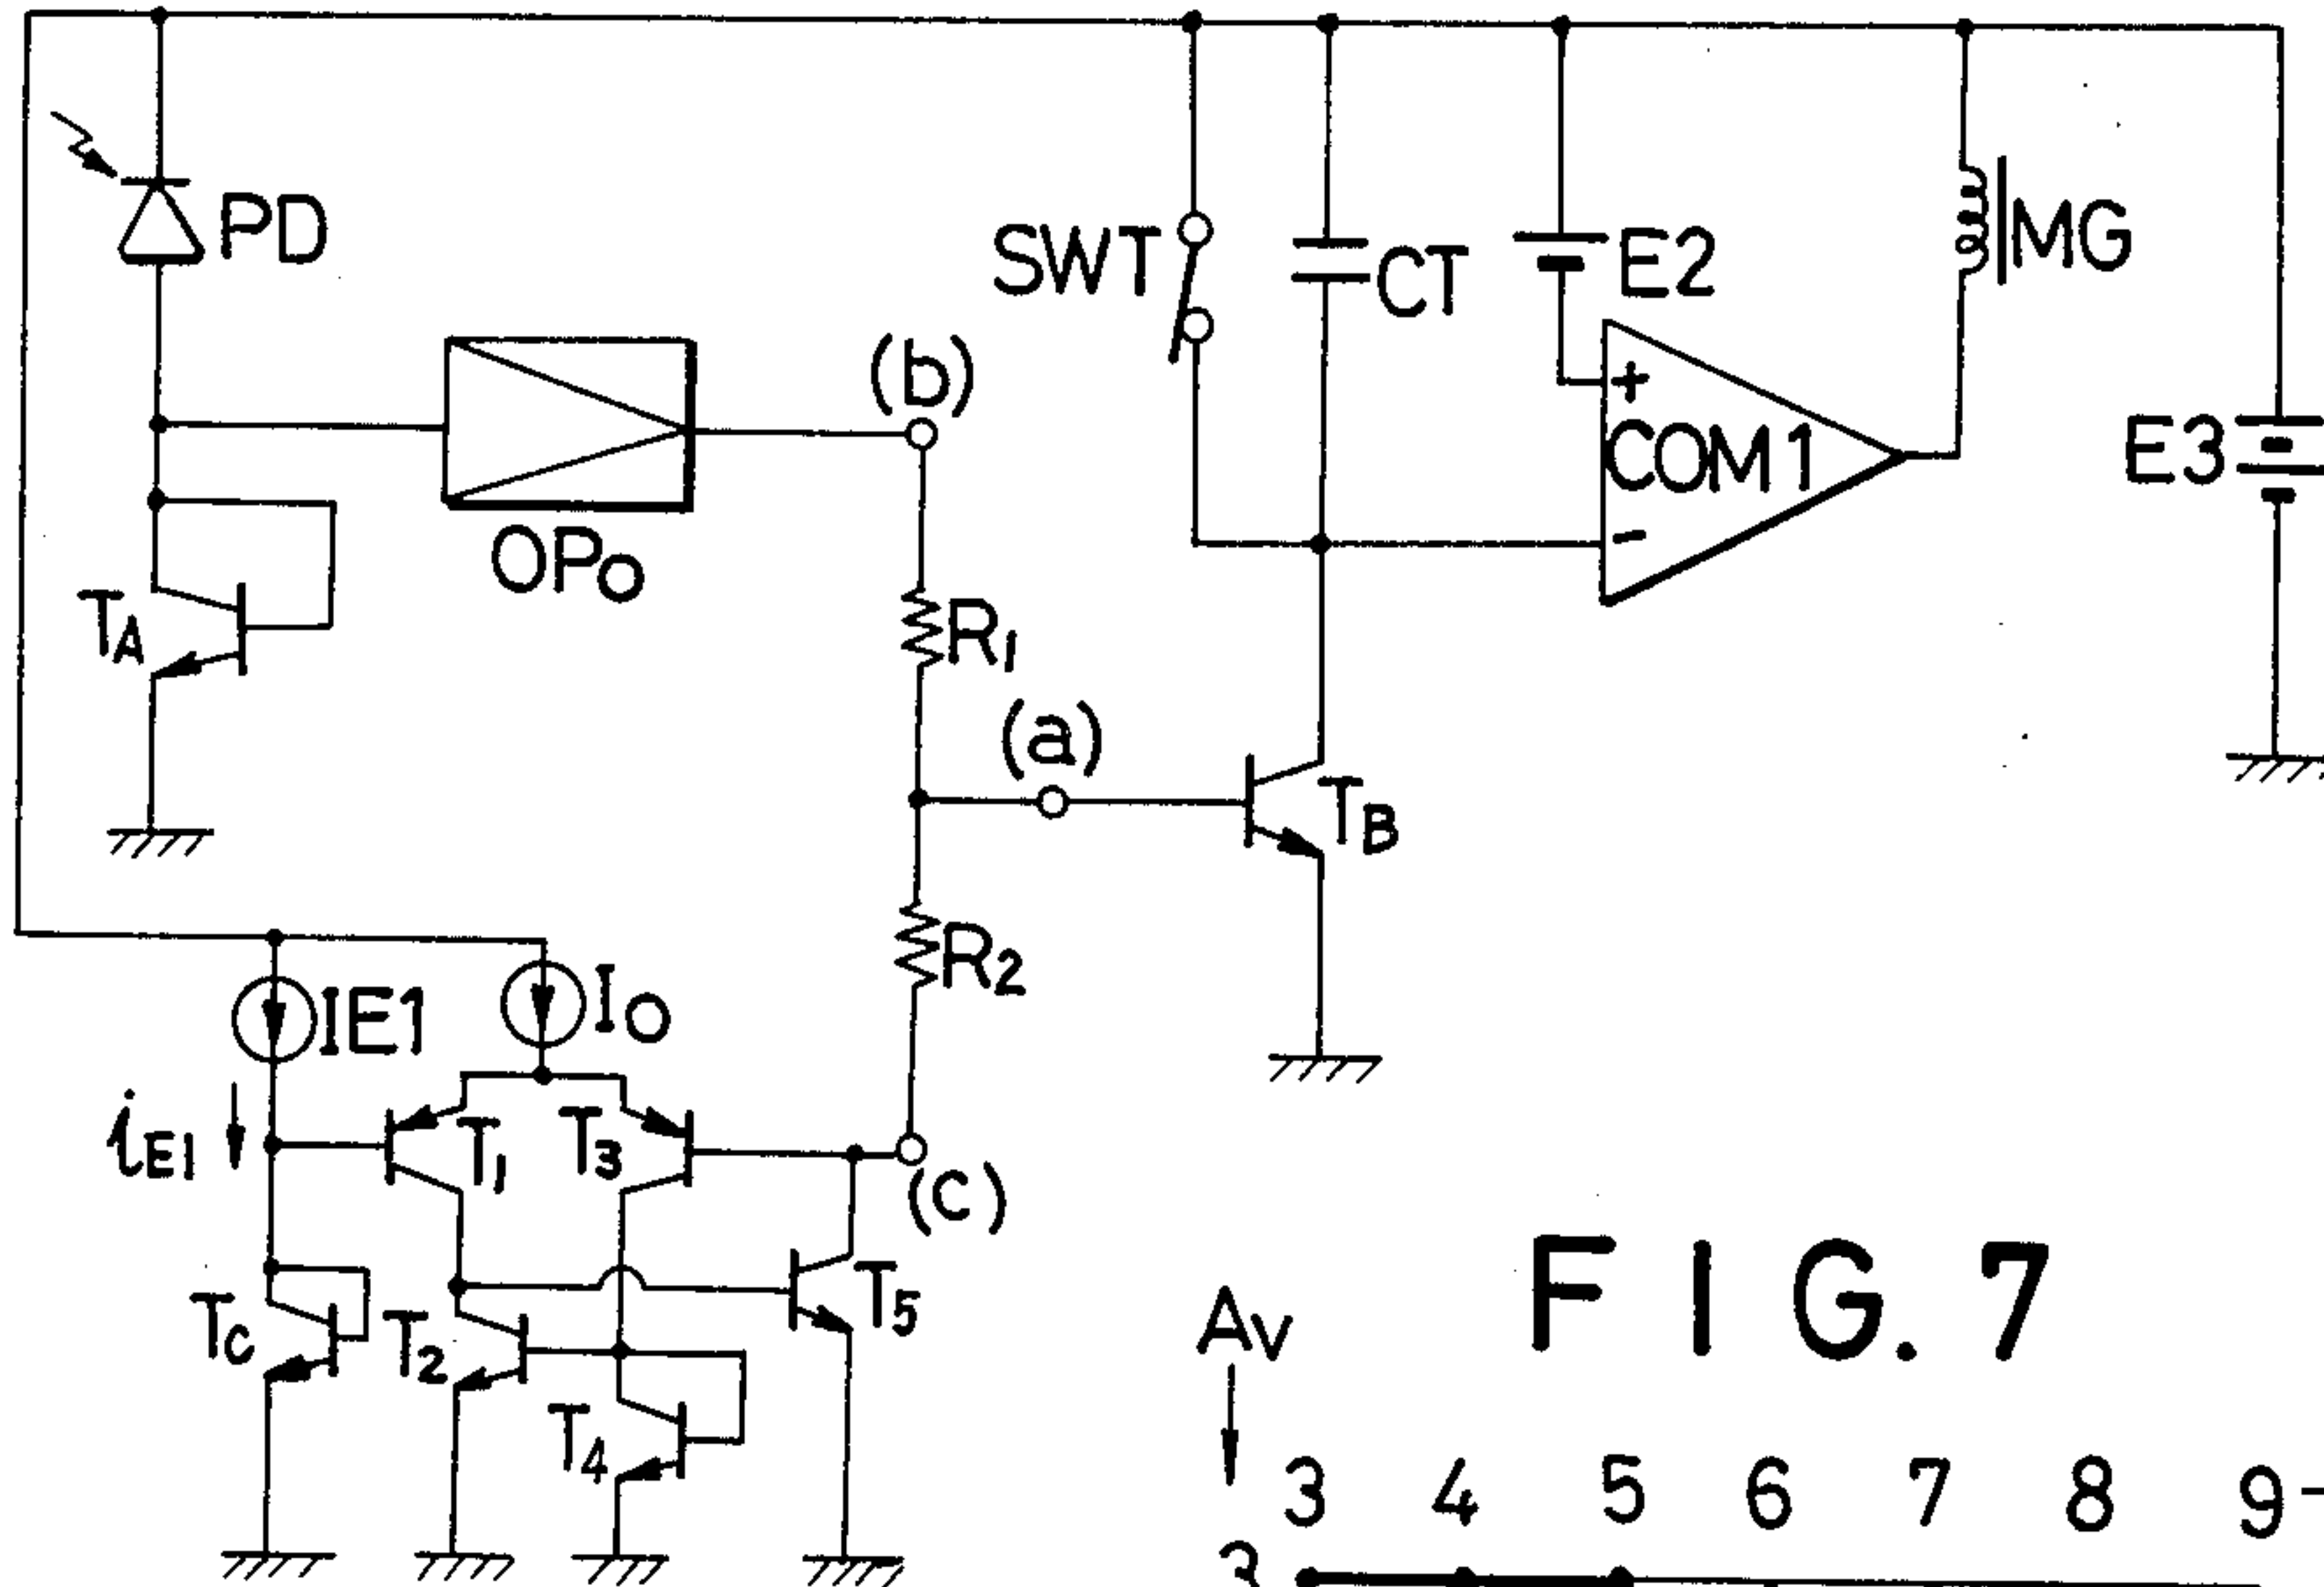 PD
SWT
CT
E2
MG
(b)
+
COM1
-
E3
OPO
TA
R1
(a)
TB
R2
IE1
IO
iE1
T1
T3
(c)
TC
T2
T5
T4
FIG. 7
AV
3 4 5 6 7 8 9
3